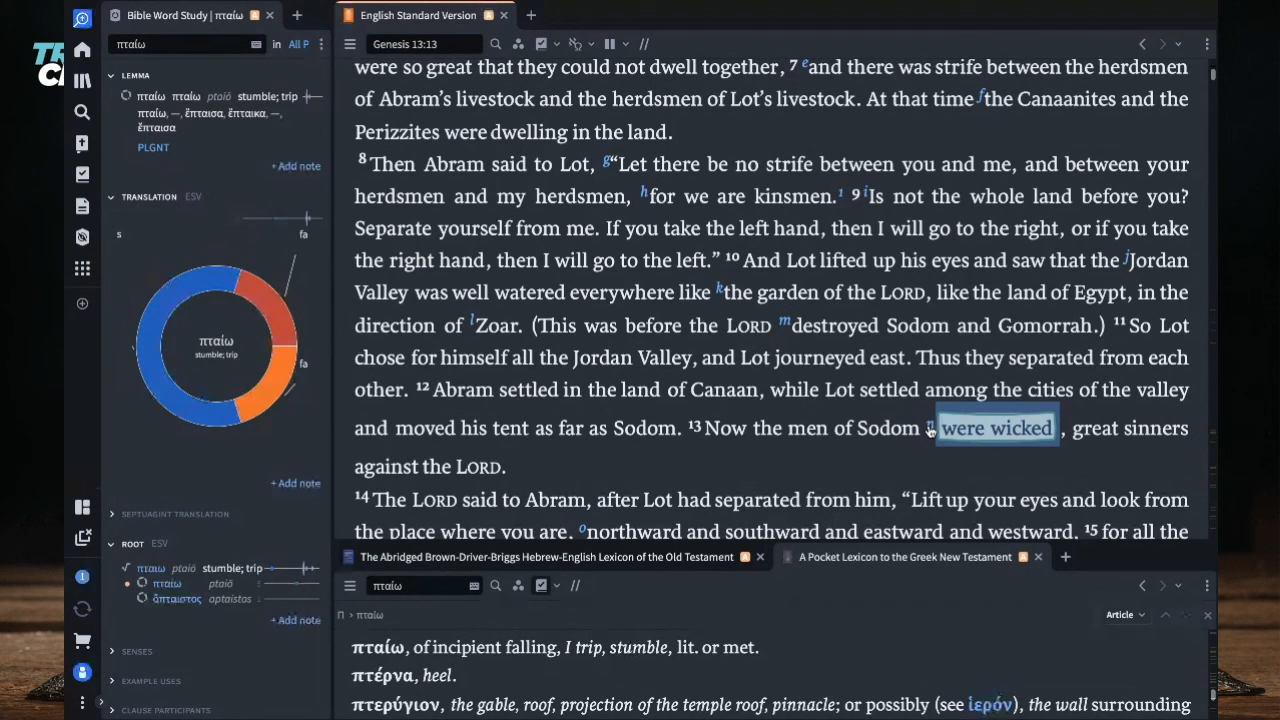 TR
C
Bible Word Study | πταίω A
πταίω in All P
LEMMA
πταίω πταίω ptaiō stumble; trip
πταίω, —, ἔπταισα, ἔπταικα, —,
ἔπταισα
PLGNT
+ Add note
TRANSLATION ESV
s fa
πταίω
stumble; trip
fa
+ Add note
SEPTUAGINT TRANSLATION
ROOT ESV
√ πταιω ptaiō stumble; trip
πταίω ptaiō
ἄπταιστος aptaistos
+ Add note
SENSES
EXAMPLE USES
CLAUSE PARTICIPANTS
English Standard Version A
Genesis 13:13
were so great that they could not dwell together, 7 e and there was strife between the herdsmen
of Abram’s livestock and the herdsmen of Lot’s livestock. At that time f the Canaanites and the
Perizzites were dwelling in the land.
8 Then Abram said to Lot, g “Let there be no strife between you and me, and between your
herdsmen and my herdsmen, h for we are kinsmen. 1 9 i Is not the whole land before you?
Separate yourself from me. If you take the left hand, then I will go to the right, or if you take
the right hand, then I will go to the left.” 10 And Lot lifted up his eyes and saw that the j Jordan
Valley was well watered everywhere like k the garden of the LORD, like the land of Egypt, in the
direction of l Zoar. (This was before the LORD m destroyed Sodom and Gomorrah.) 11 So Lot
chose for himself all the Jordan Valley, and Lot journeyed east. Thus they separated from each
other. 12 Abram settled in the land of Canaan, while Lot settled among the cities of the valley
and moved his tent as far as Sodom. 13 Now the men of Sodom n were wicked, great sinners
against the LORD.
14 The LORD said to Abram, after Lot had separated from him, “Lift up your eyes and look from
the place where you are, o northward and southward and eastward and westward. 15 for all the
The Abridged Brown-Driver-Briggs Hebrew-English Lexicon of the Old Testament A
A Pocket Lexicon to the Greek New Testament A
πταίω
Π › πταίω Article
πταίω, of incipient falling, I trip, stumble, lit. or met.
πτέρνα, heel.
πτερύγιον, the gable, roof, projection of the temple roof, pinnacle; or possibly (see ἱερόν), the wall surrounding